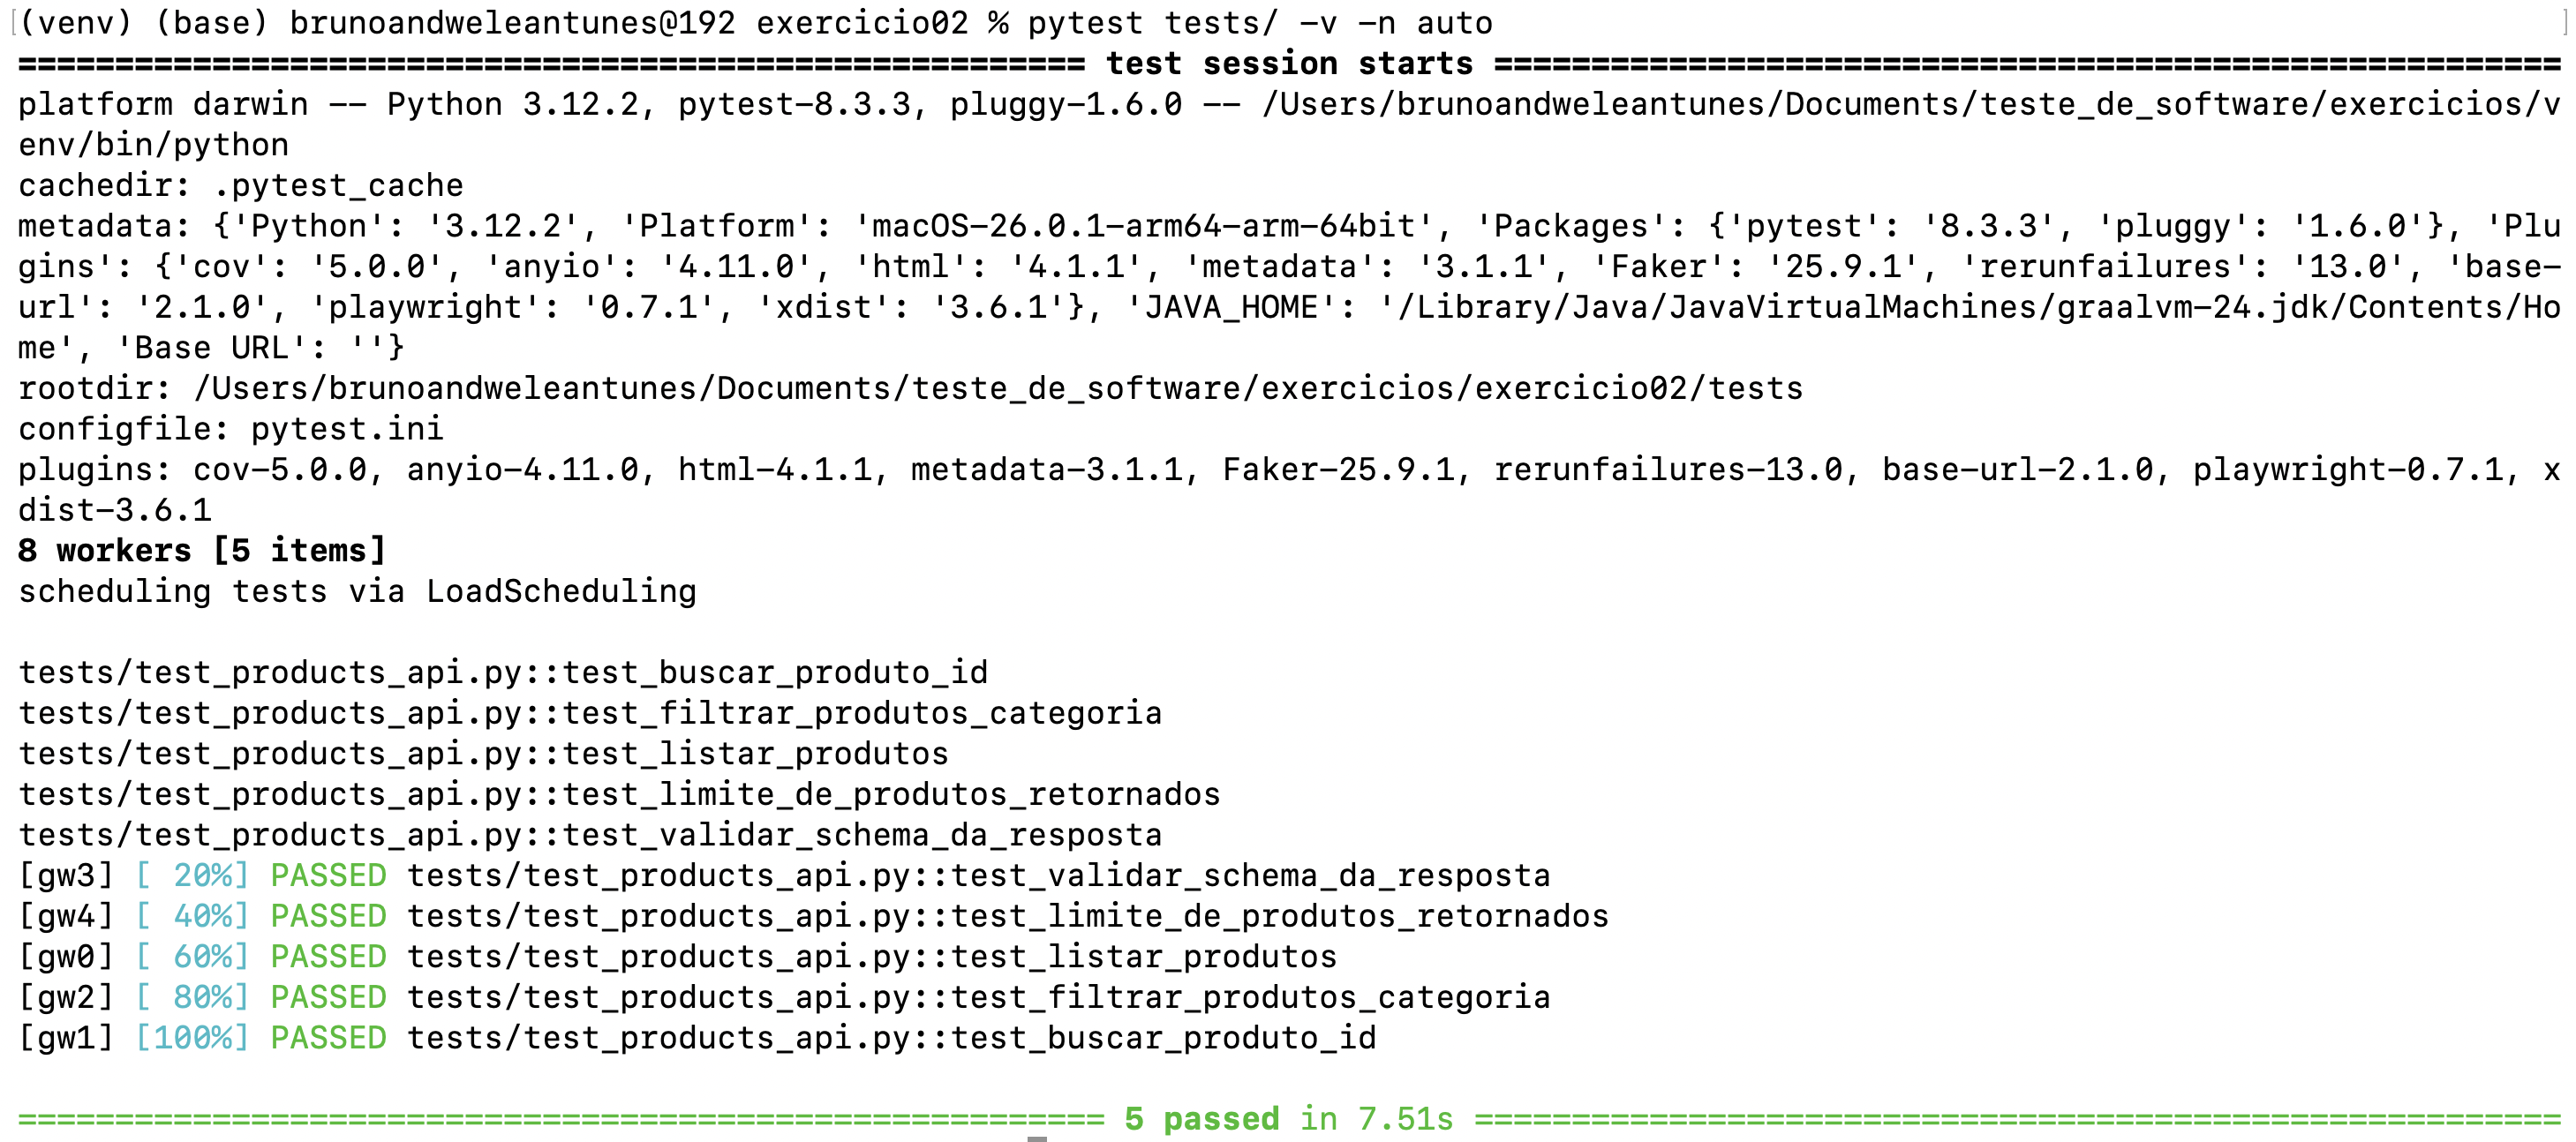 [(venv) (base) brunoandweleantunes@192 exercicio02 % pytest tests/ -v -n auto ]
======================================================= test session starts =======================================================
platform darwin -- Python 3.12.2, pytest-8.3.3, pluggy-1.6.0 -- /Users/brunoandweleantunes/Documents/teste_de_software/exercicios/v
env/bin/python
cachedir: .pytest_cache
metadata: {'Python': '3.12.2', 'Platform': 'macOS-26.0.1-arm64-arm-64bit', 'Packages': {'pytest': '8.3.3', 'pluggy': '1.6.0'}, 'Plu
gins': {'cov': '5.0.0', 'anyio': '4.11.0', 'html': '4.1.1', 'metadata': '3.1.1', 'Faker': '25.9.1', 'rerunfailures': '13.0', 'base-
url': '2.1.0', 'playwright': '0.7.1', 'xdist': '3.6.1'}, 'JAVA_HOME': '/Library/Java/JavaVirtualMachines/graalvm-24.jdk/Contents/Ho
me', 'Base URL': ''}
rootdir: /Users/brunoandweleantunes/Documents/teste_de_software/exercicios/exercicio02/tests
configfile: pytest.ini
plugins: cov-5.0.0, anyio-4.11.0, html-4.1.1, metadata-3.1.1, Faker-25.9.1, rerunfailures-13.0, base-url-2.1.0, playwright-0.7.1, x
dist-3.6.1
8 workers [5 items]
scheduling tests via LoadScheduling
tests/test_products_api.py::test_buscar_produto_id
tests/test_products_api.py::test_filtrar_produtos_categoria
tests/test_products_api.py::test_listar_produtos
tests/test_products_api.py::test_limite_de_produtos_retornados
tests/test_products_api.py::test_validar_schema_da_resposta
[gw3] [ 20%] PASSED tests/test_products_api.py::test_validar_schema_da_resposta
[gw4] [ 40%] PASSED tests/test_products_api.py::test_limite_de_produtos_retornados
[gw0] [ 60%] PASSED tests/test_products_api.py::test_listar_produtos
[gw2] [ 80%] PASSED tests/test_products_api.py::test_filtrar_produtos_categoria
[gw1] [100%] PASSED tests/test_products_api.py::test_buscar_produto_id
======================================================== 5 passed in 7.51s ========================================================